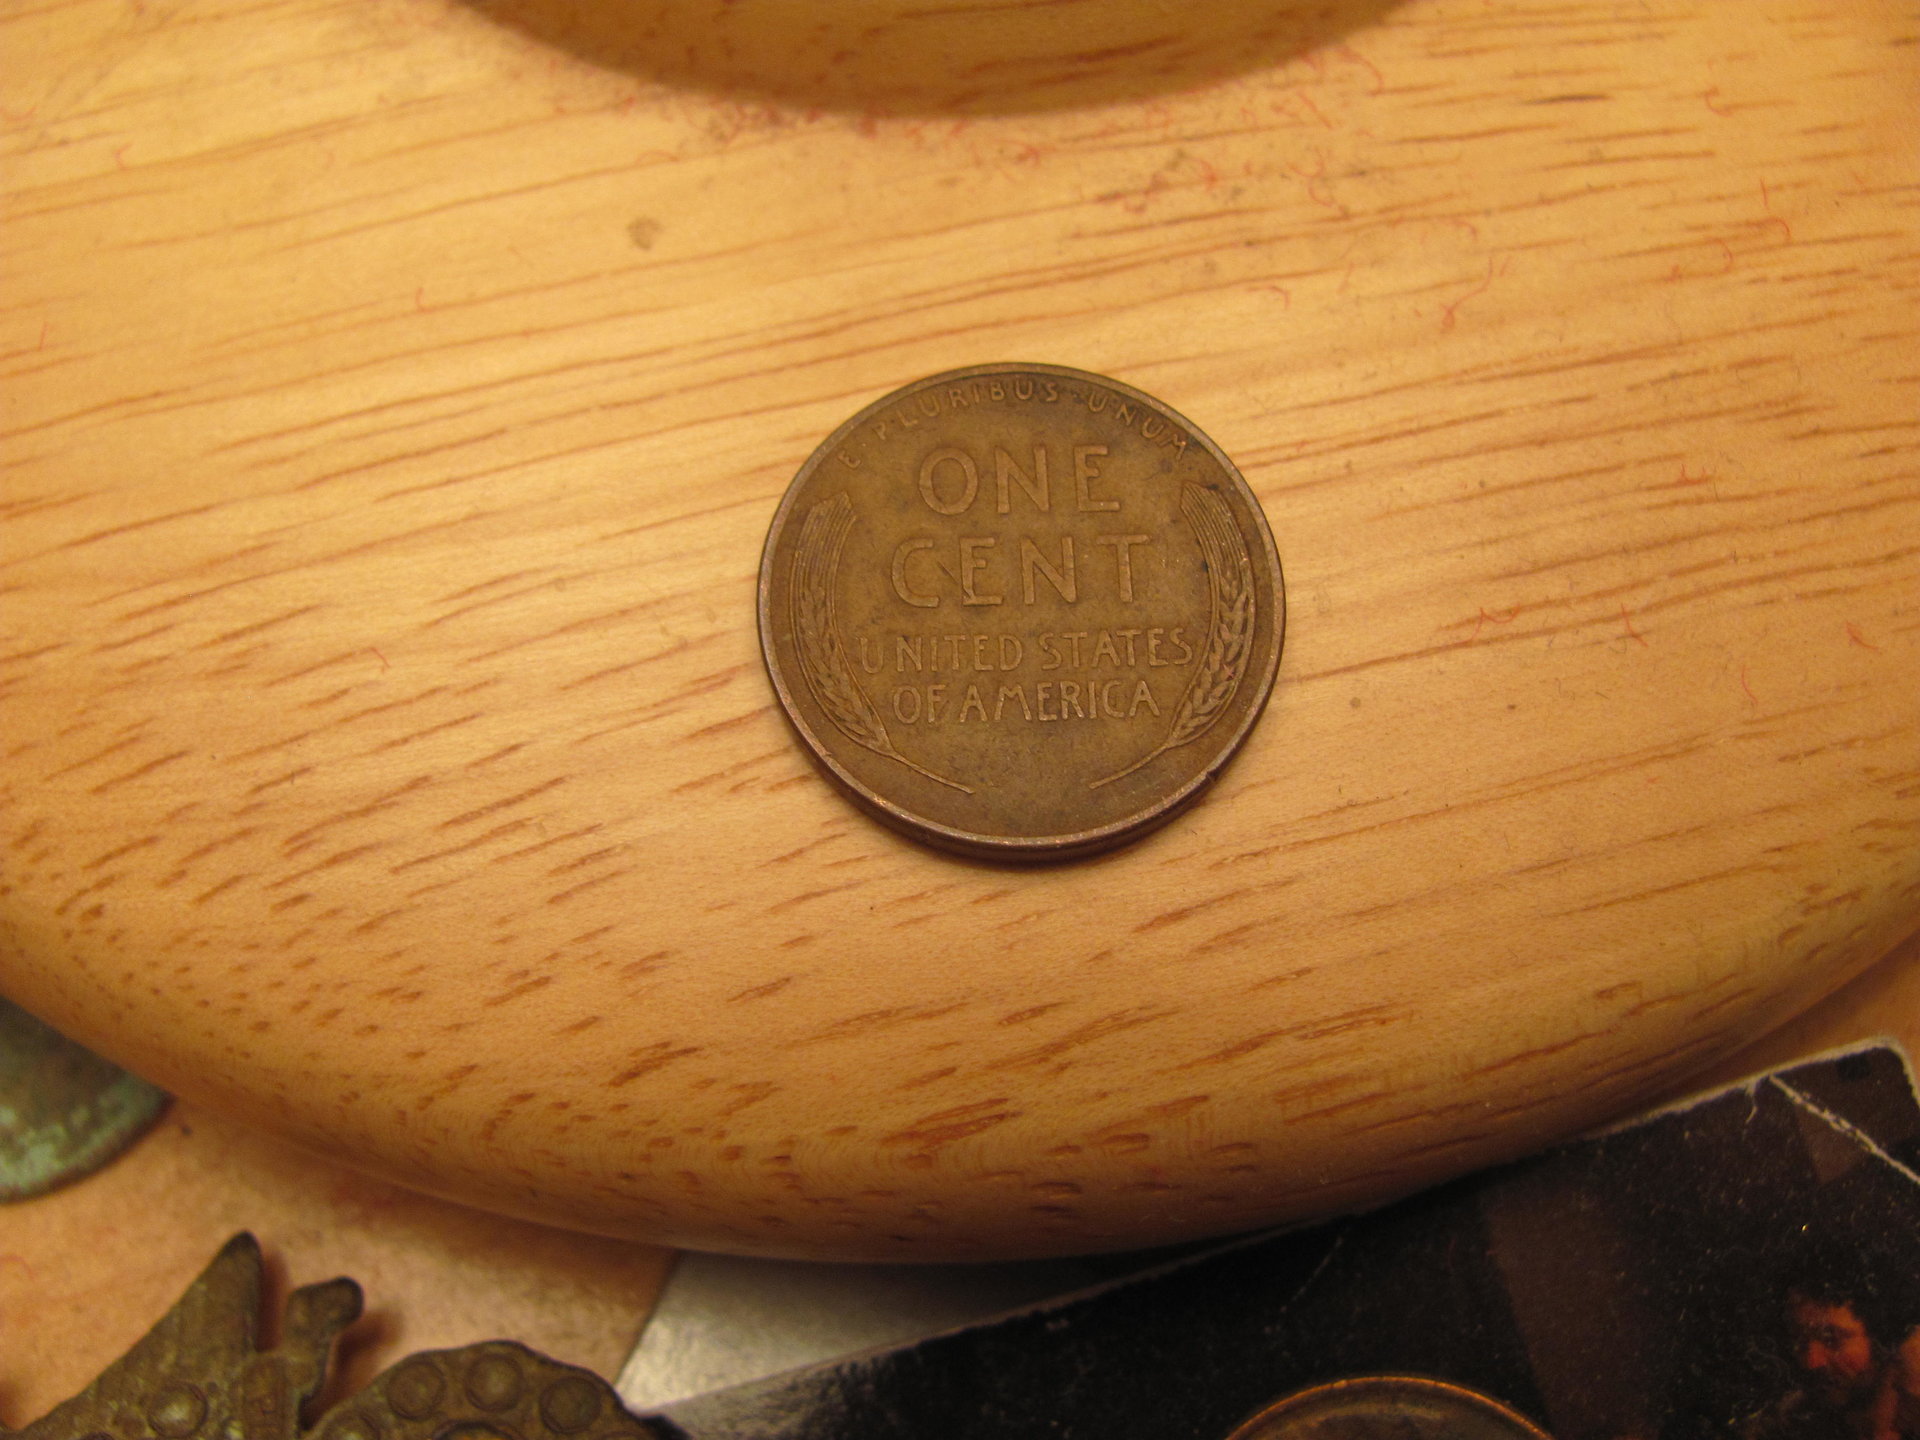 E PLURIBUS · UNUM
ONE
CENT
UNITED STATES
OF AMERICA